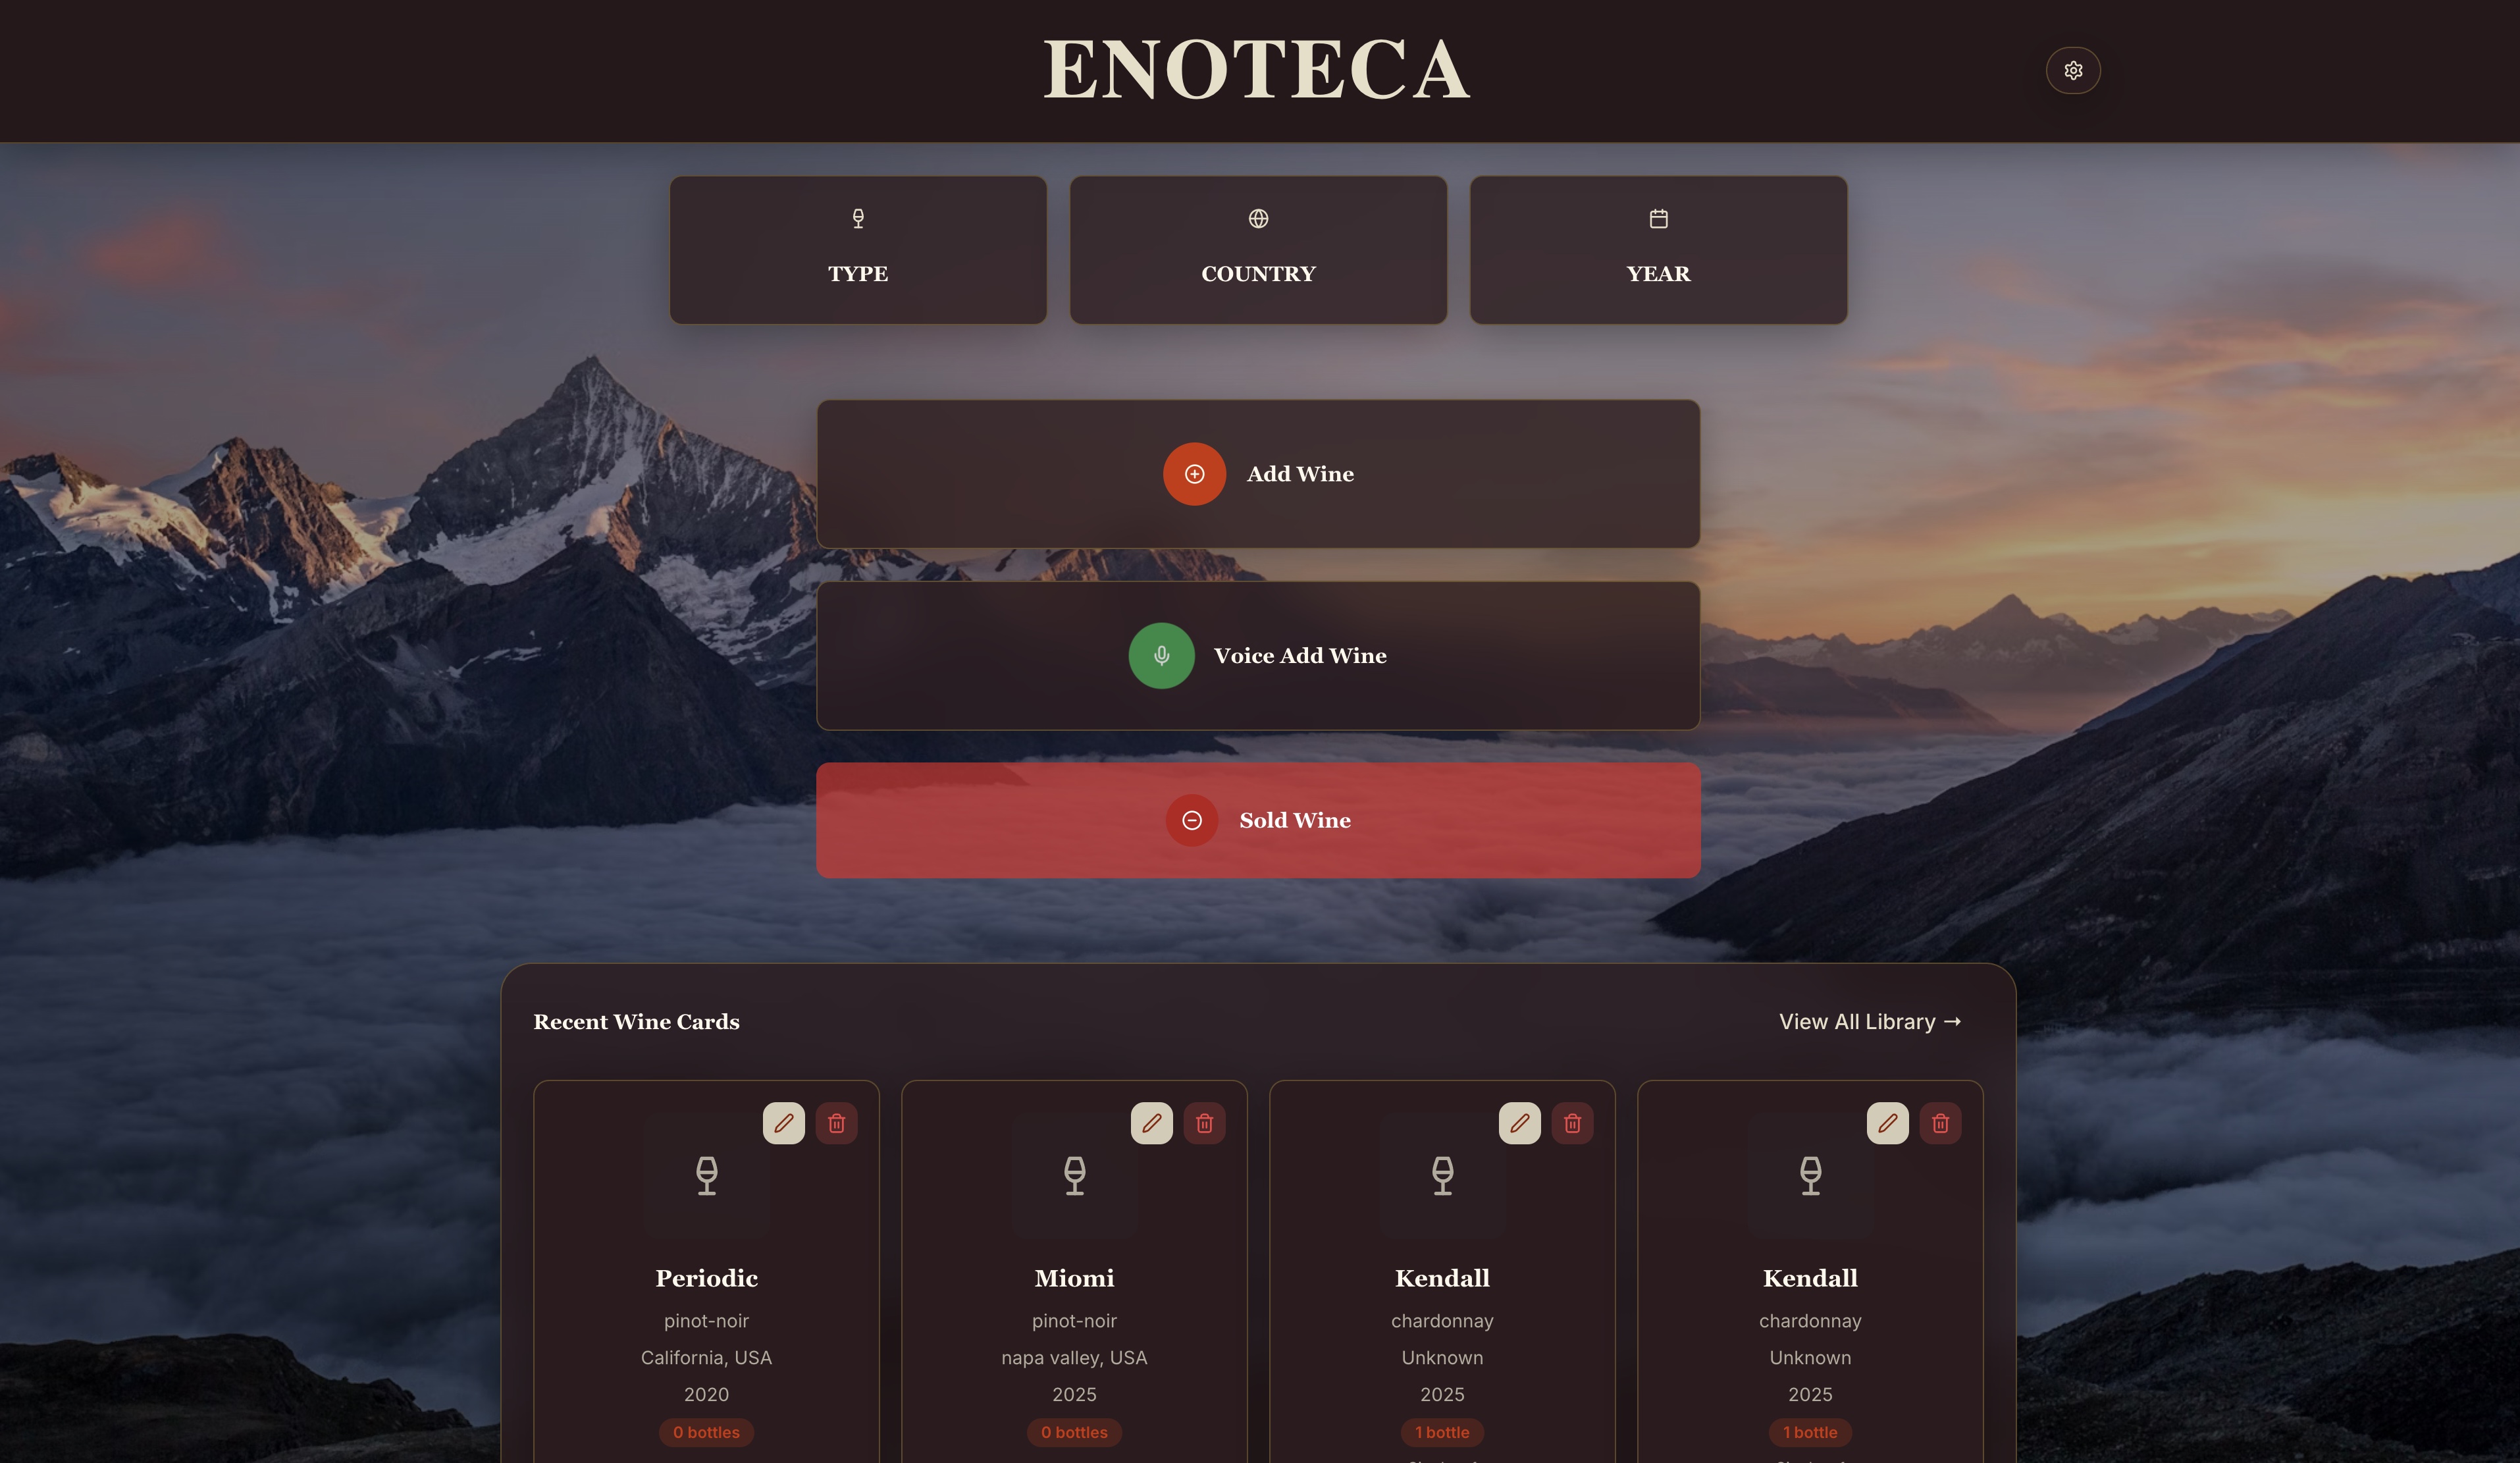 ENOTECA
TYPE
COUNTRY
YEAR
Add Wine
Voice Add Wine
Sold Wine
Recent Wine Cards
View All Library →
Periodic
pinot-noir
California, USA
2020
0 bottles
Miomi
pinot-noir
napa valley, USA
2025
0 bottles
Kendall
chardonnay
Unknown
2025
1 bottle
Kendall
chardonnay
Unknown
2025
1 bottle